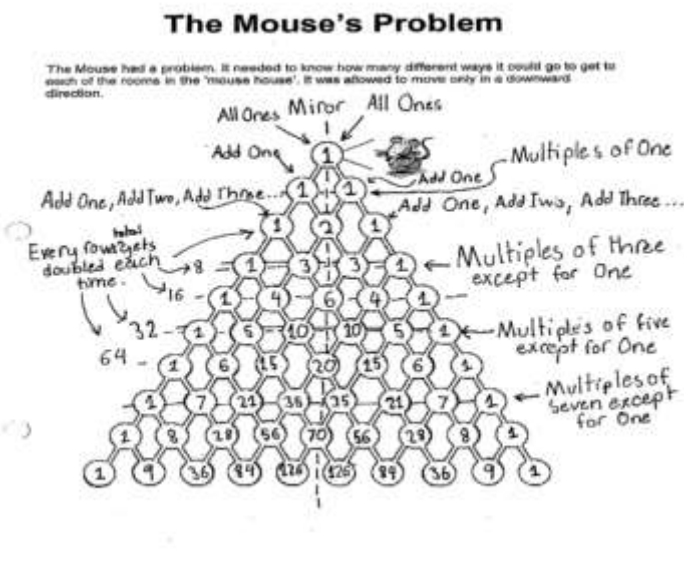 The Mouse's Problem
The Mouse had a problem. It needed to know how many different ways it could go to get to
each of the rooms in the 'mouse house'. It was allowed to move only in a downward
direction.
All Ones Miror All Ones
1
Add One Add One Multiples of One
1 1
Add One, Add Two, Add Three... Add One, Add Two, Add Three...
1 2 1
Every row total gets
doubled each
time.
8 1 3 3 1 Multiples of three
except for One
16 1 4 6 4 1
32 1 5 10 10 5 1 Multiples of five
except for One
64 1 6 15 20 15 6 1
1 7 21 35 35 21 7 1 Multiples of
Seven except
for One
1 8 28 56 70 56 28 8 1
1 9 36 84 126 126 84 36 9 1